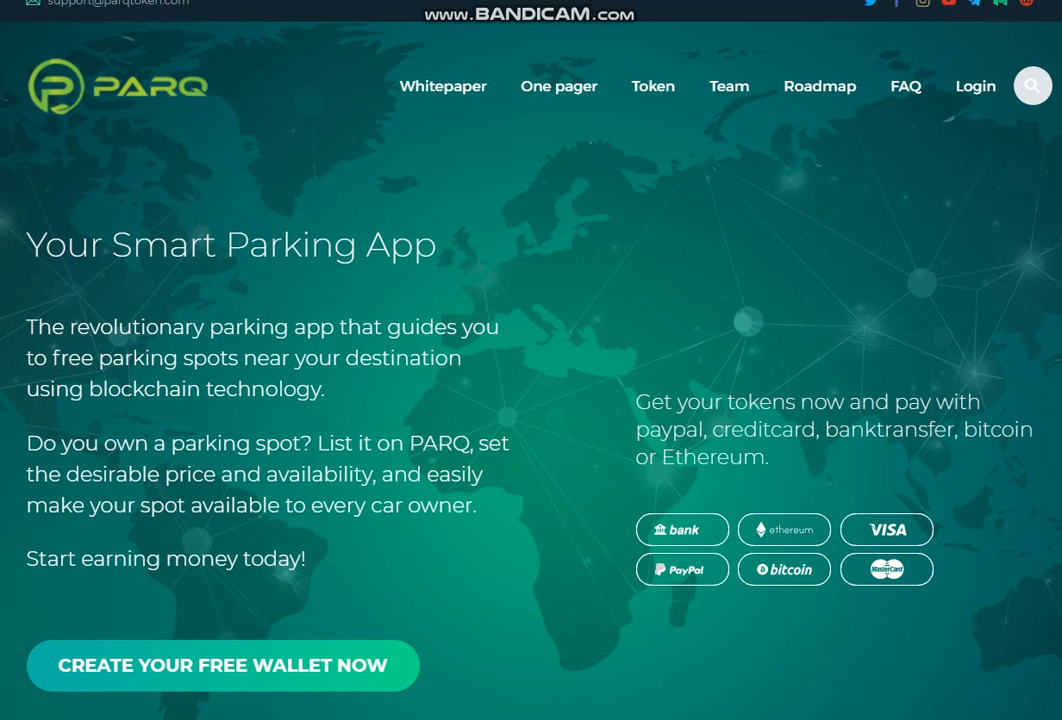 support@parqtoken.com
www.BANDICAM.com
PARQ
Whitepaper
One pager
Token
Team
Roadmap
FAQ
Login
Your Smart Parking App
The revolutionary parking app that guides you
to free parking spots near your destination
using blockchain technology.
Do you own a parking spot? List it on PARQ, set
the desirable price and availability, and easily
make your spot available to every car owner.
Start earning money today!
CREATE YOUR FREE WALLET NOW
Get your tokens now and pay with
paypal, creditcard, banktransfer, bitcoin
or Ethereum.
bank
ethereum
VISA
PayPal
bitcoin
MasterCard